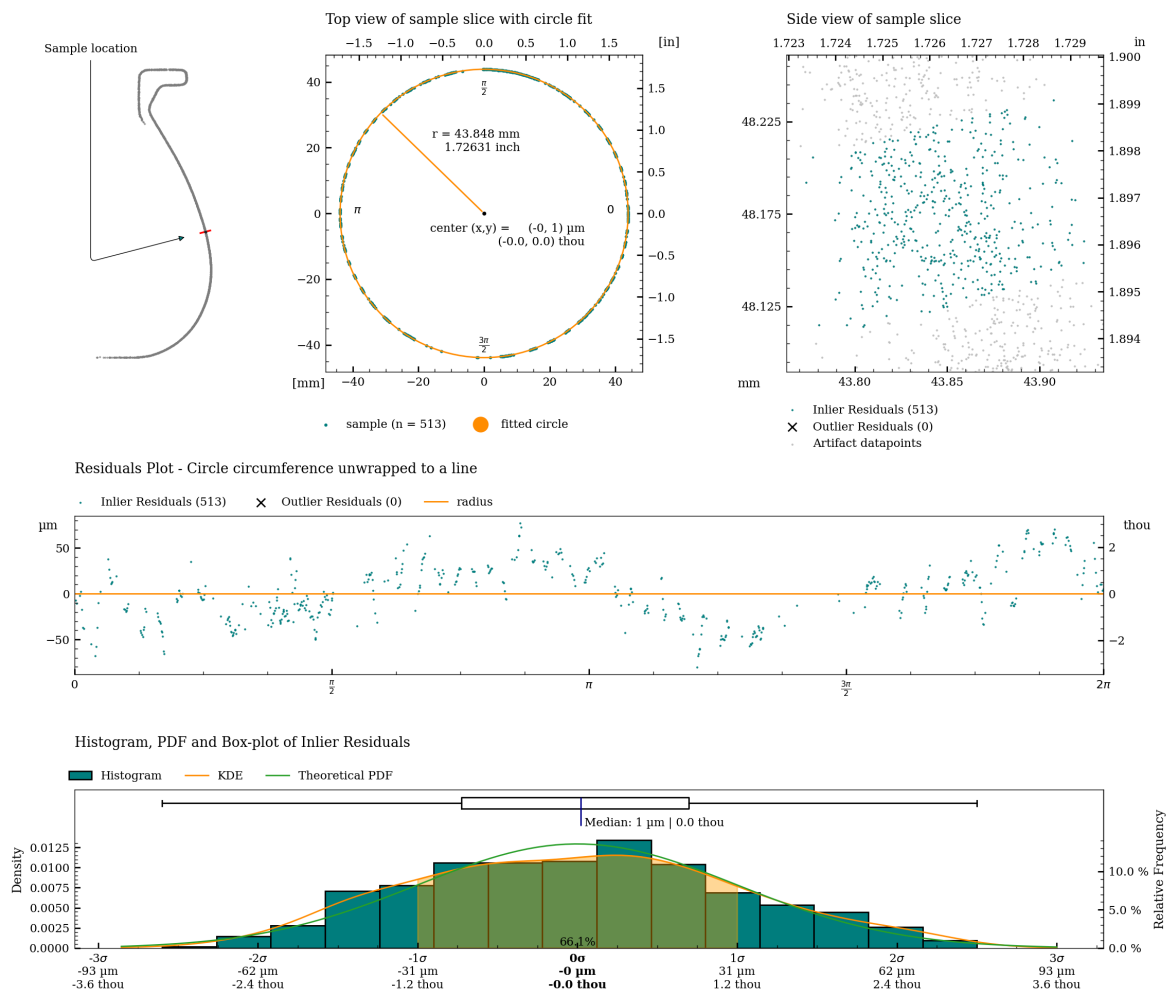 Top view of sample slice with circle fit
Side view of sample slice
Sample location
−1.5 −1.0 −0.5 0.0 0.5 1.0 1.5 [in]
1.723 1.724 1.725 1.726 1.727 1.728 1.729 in
40
20
0
−20
−40
[mm]
−40 −20 0 20 40
1.5
1.0
0.5
0.0
−0.5
−1.0
−1.5
π/2
π
0
3π/2
r = 43.848 mm
1.72631 inch
center (x,y) = (-0, 1) µm
(-0.0, 0.0) thou
sample (n = 513) fitted circle
48.225
48.175
48.125
mm
43.80 43.85 43.90
1.900
1.899
1.898
1.897
1.896
1.895
1.894
Inlier Residuals (513)
Outlier Residuals (0)
Artifact datapoints
Residuals Plot - Circle circumference unwrapped to a line
Inlier Residuals (513) Outlier Residuals (0) radius
µm
50
0
−50
thou
2
0
−2
0 π/2 π 3π/2 2π
Histogram, PDF and Box-plot of Inlier Residuals
Histogram KDE Theoretical PDF
Median: 1 µm | 0.0 thou
Density
0.0125
0.0100
0.0075
0.0050
0.0025
0.0000
Relative Frequency
10.0 %
5.0 %
0.0 %
66.1%
-3σ -2σ -1σ 0σ 1σ 2σ 3σ
-93 µm -62 µm -31 µm -0 µm 31 µm 62 µm 93 µm
-3.6 thou -2.4 thou -1.2 thou -0.0 thou 1.2 thou 2.4 thou 3.6 thou